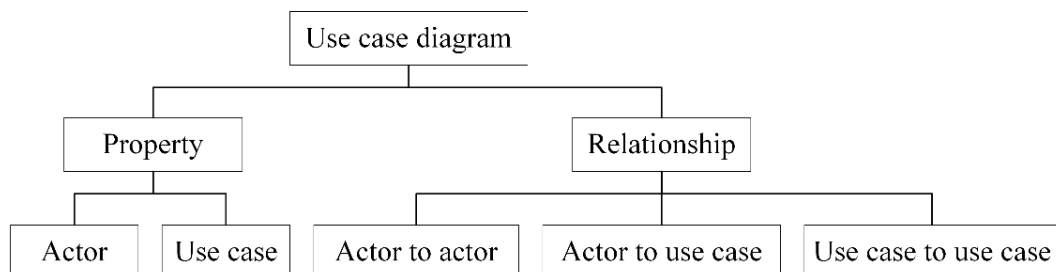 Use case diagram
Property
Relationship
Actor
Use case
Actor to actor
Actor to use case
Use case to use case